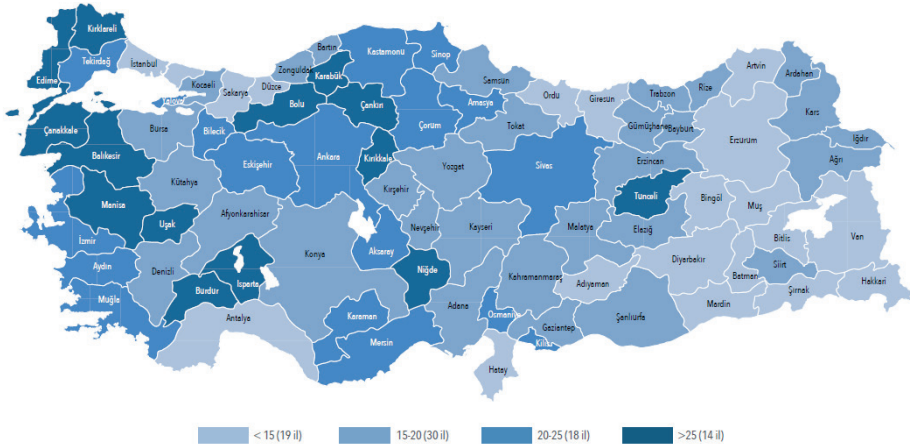 Kırklareli
Edirne
Tekirdağ
İstanbul
Kocaeli
Sakarya
Düzce
Zonguldak
Bartın
Karabük
Kastamonu
Sinop
Samsun
Ordu
Giresun
Trabzon
Rize
Artvin
Ardahan
Kars
Iğdır
Ağrı
Çanakkale
Balıkesir
Bursa
Bilecik
Bolu
Çankırı
Çorum
Amasya
Tokat
Gümüşhane
Bayburt
Erzurum
Erzincan
Eskişehir
Ankara
Kırıkkale
Yozgat
Sivas
Tunceli
Bingöl
Muş
Kütahya
Manisa
Uşak
Afyonkarahisar
Kırşehir
Nevşehir
Kayseri
Malatya
Elazığ
Diyarbakır
Bitlis
Van
İzmir
Aydın
Denizli
Isparta
Burdur
Konya
Aksaray
Niğde
Kahramanmaraş
Adıyaman
Batman
Siirt
Şırnak
Hakkari
Muğla
Antalya
Karaman
Mersin
Adana
Osmaniye
Gaziantep
Kilis
Şanlıurfa
Mardin
Hatay
< 15 (19 il)
15-20 (30 il)
20-25 (18 il)
>25 (14 il)